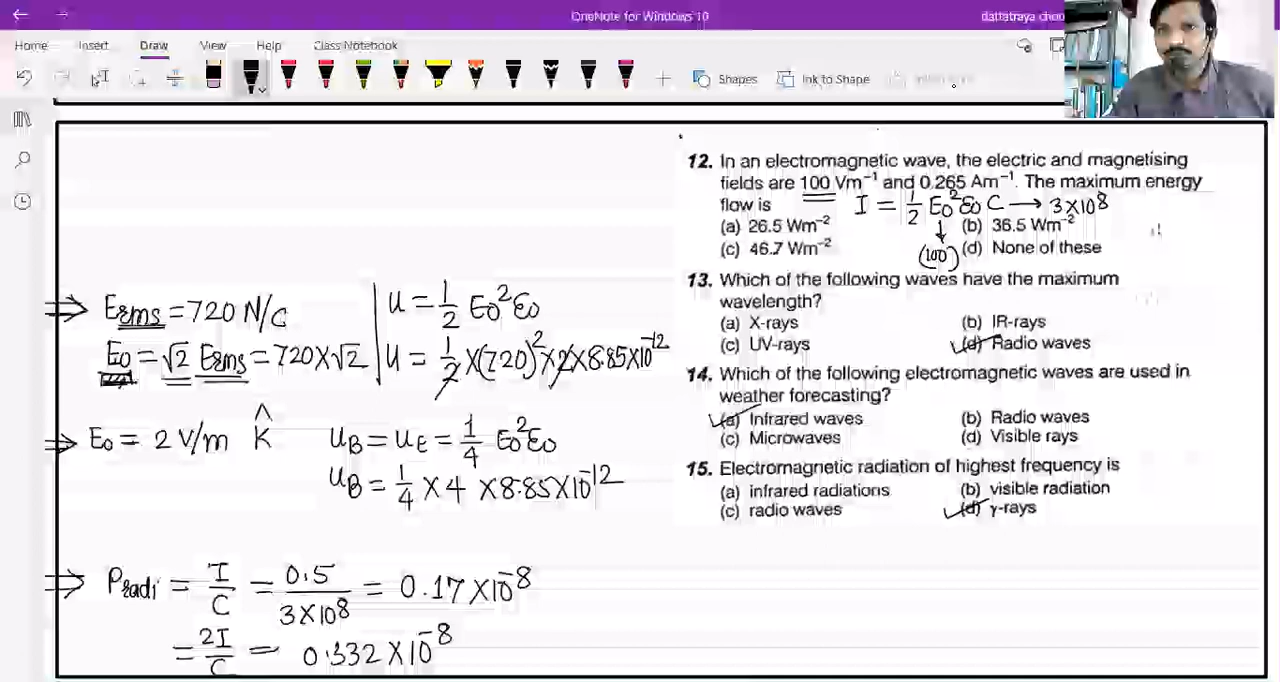 OneNote for Windows 10
dattatraya chou
Home Insert Draw View Help Class Notebook
Shapes
Ink to Shape
12. In an electromagnetic wave, the electric and magnetising
fields are 100 Vm⁻¹ and 0.265 Am⁻¹. The maximum energy
flow is
I = 1/2 E₀²ε₀ C → 3×10⁸
(a) 26.5 Wm⁻²
(b) 36.5 Wm⁻²
(c) 46.7 Wm⁻²
(100)
(d) None of these
13. Which of the following waves have the maximum
wavelength?
(a) X-rays
(b) IR-rays
(c) UV-rays
(d) Radio waves
14. Which of the following electromagnetic waves are used in
weather forecasting?
(a) Infrared waves
(b) Radio waves
(c) Microwaves
(d) Visible rays
15. Electromagnetic radiation of highest frequency is
(a) infrared radiations
(b) visible radiation
(c) radio waves
(d) γ-rays
⇒ Erms = 720 N/C
E₀ = √2 Erms = 720×√2
u = 1/2 E₀²ε₀
u = 1/2 ×(720)²×2×8.85×10⁻¹²
⇒ E₀ = 2 V/m k̂
uB = uE = 1/4 E₀²ε₀
uB = 1/4 × 4 ×8.85×10⁻¹²
⇒ Pradi = I/C = 0.5/3×10⁸ = 0.17×10⁻⁸
= 2I/C = 0.332×10⁻⁸